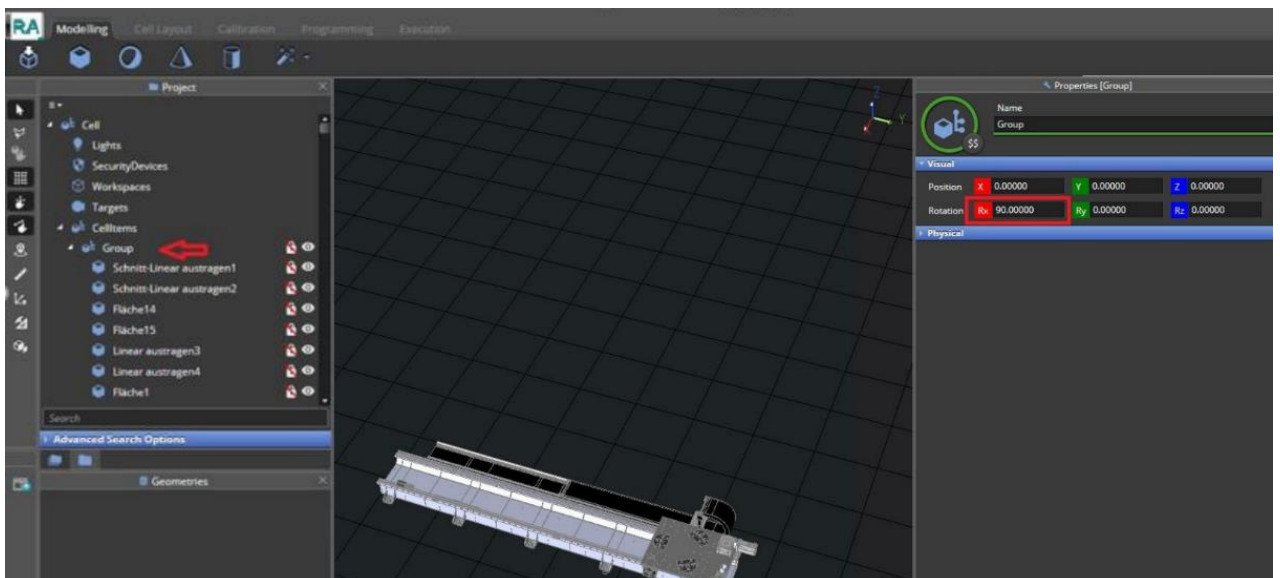 RA Modelling Cell Layout Calibration Programming Execution
Project
Cell
Lights
SecurityDevices
Workspaces
Targets
CellItems
Group
Schnitt-Linear austragen1
Schnitt-Linear austragen2
Fläche14
Fläche15
Linear austragen3
Linear austragen4
Fläche1
Search
Advanced Search Options
Geometries
Z
Y
Properties [Group]
Name
Group
$$
Visual
Position X 0.00000 Y 0.00000 Z 0.00000
Rotation Rx 90.00000 Ry 0.00000 Rz 0.00000
Physical